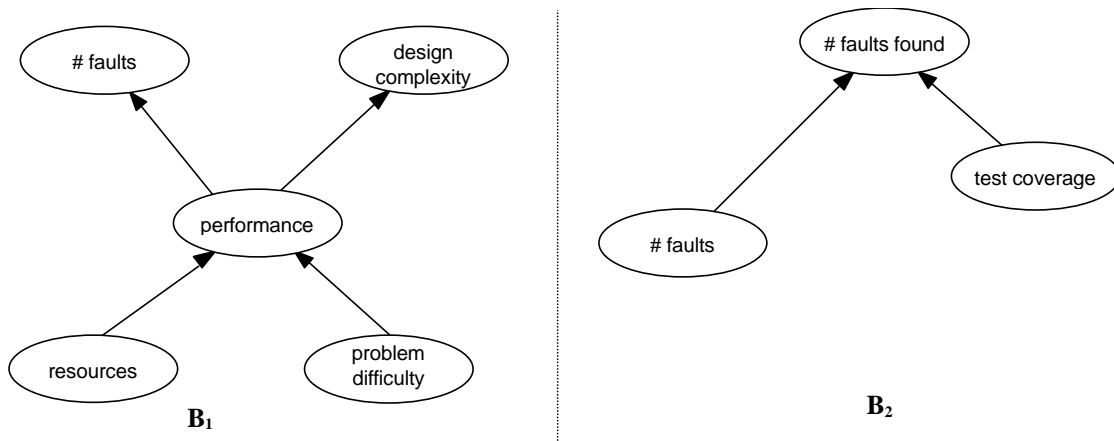 # faults
design
complexity
performance
resources
problem
difficulty
B1
# faults found
test coverage
# faults
B2